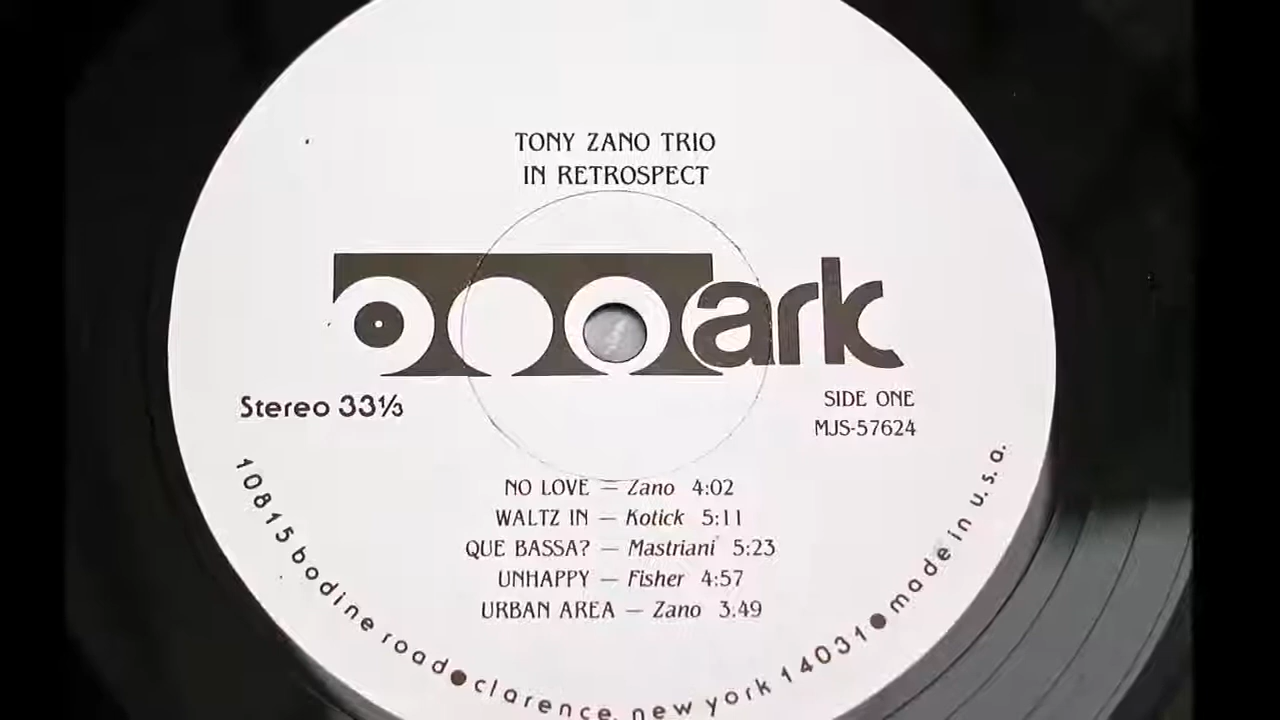 TONY ZANO TRIO
IN RETROSPECT
mark
Stereo 33⅓
SIDE ONE
MJS-57624
NO LOVE — Zano 4:02
WALTZ IN — Kotick 5:11
QUE BASSA? — Mastriani 5:23
UNHAPPY — Fisher 4:57
URBAN AREA — Zano 3:49
10815 bodine road●clarence, new york 14031●made in u. s. a.